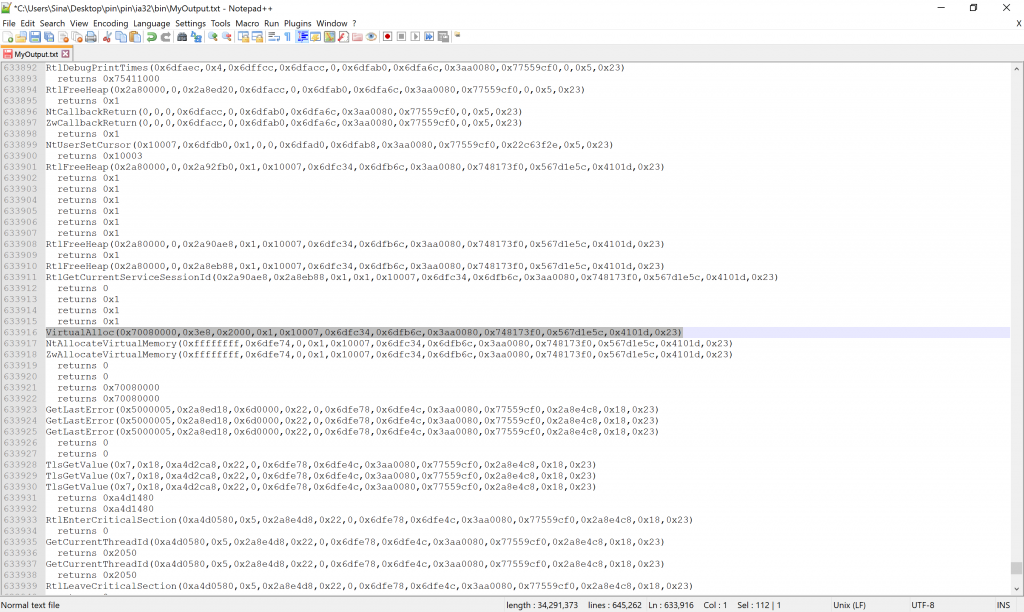 *C:\Users\Sina\Desktop\pin\pin\ia32\bin\MyOutput.txt - Notepad++
File Edit Search View Encoding Language Settings Tools Macro Run Plugins Window ? X
MyOutput.txt
633892 RtlDebugPrintTimes(0x6dfaec,0x4,0x6dffcc,0x6dfacc,0,0x6dfab0,0x6dfa6c,0x3aa0080,0x77559cf0,0,0x5,0x23)
633893 returns 0x75411000
633894 RtlFreeHeap(0x2a80000,0,0x2a8ed20,0x6dfacc,0,0x6dfab0,0x6dfa6c,0x3aa0080,0x77559cf0,0,0x5,0x23)
633895 returns 0x1
633896 NtCallbackReturn(0,0,0,0x6dfacc,0,0x6dfab0,0x6dfa6c,0x3aa0080,0x77559cf0,0,0x5,0x23)
633897 ZwCallbackReturn(0,0,0,0x6dfacc,0,0x6dfab0,0x6dfa6c,0x3aa0080,0x77559cf0,0,0x5,0x23)
633898 returns 0x1
633899 NtUserSetCursor(0x10007,0x6dfdb0,0x1,0,0,0x6dfad0,0x6dfab8,0x3aa0080,0x77559cf0,0x22c63f2e,0x5,0x23)
633900 returns 0x10003
633901 RtlFreeHeap(0x2a80000,0,0x2a92fb0,0x1,0x10007,0x6dfc34,0x6dfb6c,0x3aa0080,0x748173f0,0x567d1e5c,0x4101d,0x23)
633902 returns 0x1
633903 returns 0x1
633904 returns 0x1
633905 returns 0x1
633906 returns 0x1
633907 returns 0x1
633908 RtlFreeHeap(0x2a80000,0,0x2a90ae8,0x1,0x10007,0x6dfc34,0x6dfb6c,0x3aa0080,0x748173f0,0x567d1e5c,0x4101d,0x23)
633909 returns 0x1
633910 RtlFreeHeap(0x2a80000,0,0x2a8eb88,0x1,0x10007,0x6dfc34,0x6dfb6c,0x3aa0080,0x748173f0,0x567d1e5c,0x4101d,0x23)
633911 RtlGetCurrentServiceSessionId(0x2a90ae8,0x2a8eb88,0x1,0x1,0x10007,0x6dfc34,0x6dfb6c,0x3aa0080,0x748173f0,0x567d1e5c,0x4101d,0x23)
633912 returns 0
633913 returns 0x1
633914 returns 0x1
633915 returns 0x1
633916 VirtualAlloc(0x70080000,0x3e8,0x2000,0x1,0x10007,0x6dfc34,0x6dfb6c,0x3aa0080,0x748173f0,0x567d1e5c,0x4101d,0x23)
633917 NtAllocateVirtualMemory(0xffffffff,0x6dfe74,0,0x1,0x10007,0x6dfc34,0x6dfb6c,0x3aa0080,0x748173f0,0x567d1e5c,0x4101d,0x23)
633918 ZwAllocateVirtualMemory(0xffffffff,0x6dfe74,0,0x1,0x10007,0x6dfc34,0x6dfb6c,0x3aa0080,0x748173f0,0x567d1e5c,0x4101d,0x23)
633919 returns 0
633920 returns 0
633921 returns 0x70080000
633922 returns 0x70080000
633923 GetLastError(0x5000005,0x2a8ed18,0x6d0000,0x22,0,0x6dfe78,0x6dfe4c,0x3aa0080,0x77559cf0,0x2a8e4c8,0x18,0x23)
633924 GetLastError(0x5000005,0x2a8ed18,0x6d0000,0x22,0,0x6dfe78,0x6dfe4c,0x3aa0080,0x77559cf0,0x2a8e4c8,0x18,0x23)
633925 GetLastError(0x5000005,0x2a8ed18,0x6d0000,0x22,0,0x6dfe78,0x6dfe4c,0x3aa0080,0x77559cf0,0x2a8e4c8,0x18,0x23)
633926 returns 0
633927 returns 0
633928 TlsGetValue(0x7,0x18,0xa4d2ca8,0x22,0,0x6dfe78,0x6dfe4c,0x3aa0080,0x77559cf0,0x2a8e4c8,0x18,0x23)
633929 TlsGetValue(0x7,0x18,0xa4d2ca8,0x22,0,0x6dfe78,0x6dfe4c,0x3aa0080,0x77559cf0,0x2a8e4c8,0x18,0x23)
633930 TlsGetValue(0x7,0x18,0xa4d2ca8,0x22,0,0x6dfe78,0x6dfe4c,0x3aa0080,0x77559cf0,0x2a8e4c8,0x18,0x23)
633931 returns 0xa4d1480
633932 returns 0xa4d1480
633933 RtlEnterCriticalSection(0xa4d0580,0x5,0x2a8e4d8,0x22,0,0x6dfe78,0x6dfe4c,0x3aa0080,0x77559cf0,0x2a8e4c8,0x18,0x23)
633934 returns 0
633935 GetCurrentThreadId(0xa4d0580,0x5,0x2a8e4d8,0x22,0,0x6dfe78,0x6dfe4c,0x3aa0080,0x77559cf0,0x2a8e4c8,0x18,0x23)
633936 returns 0x2050
633937 GetCurrentThreadId(0xa4d0580,0x5,0x2a8e4d8,0x22,0,0x6dfe78,0x6dfe4c,0x3aa0080,0x77559cf0,0x2a8e4c8,0x18,0x23)
633938 returns 0x2050
633939 RtlLeaveCriticalSection(0xa4d0580,0x5,0x2a8e4d8,0x22,0,0x6dfe78,0x6dfe4c,0x3aa0080,0x77559cf0,0x2a8e4c8,0x18,0x23)
Normal text file length : 34,291,373 lines : 645,262 Ln : 633,916 Col : 1 Sel : 112 | 1 Unix (LF) UTF-8 INS